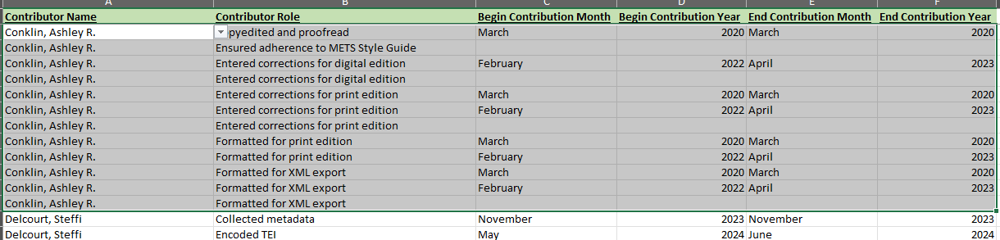 A B C D E F
Contributor Name Contributor Role Begin Contribution Month Begin Contribution Year End Contribution Month End Contribution Year
Conklin, Ashley R. pyedited and proofread March 2020 March 2020
Conklin, Ashley R. Ensured adherence to METS Style Guide
Conklin, Ashley R. Entered corrections for digital edition February 2022 April 2023
Conklin, Ashley R. Entered corrections for digital edition
Conklin, Ashley R. Entered corrections for print edition March 2020 March 2020
Conklin, Ashley R. Entered corrections for print edition February 2022 April 2023
Conklin, Ashley R. Entered corrections for print edition
Conklin, Ashley R. Formatted for print edition March 2020 March 2020
Conklin, Ashley R. Formatted for print edition February 2022 April 2023
Conklin, Ashley R. Formatted for XML export March 2020 March 2020
Conklin, Ashley R. Formatted for XML export February 2022 April 2023
Conklin, Ashley R. Formatted for XML export
Delcourt, Steffi Collected metadata November 2023 November 2023
Delcourt, Steffi Encoded TEI May 2024 June 2024